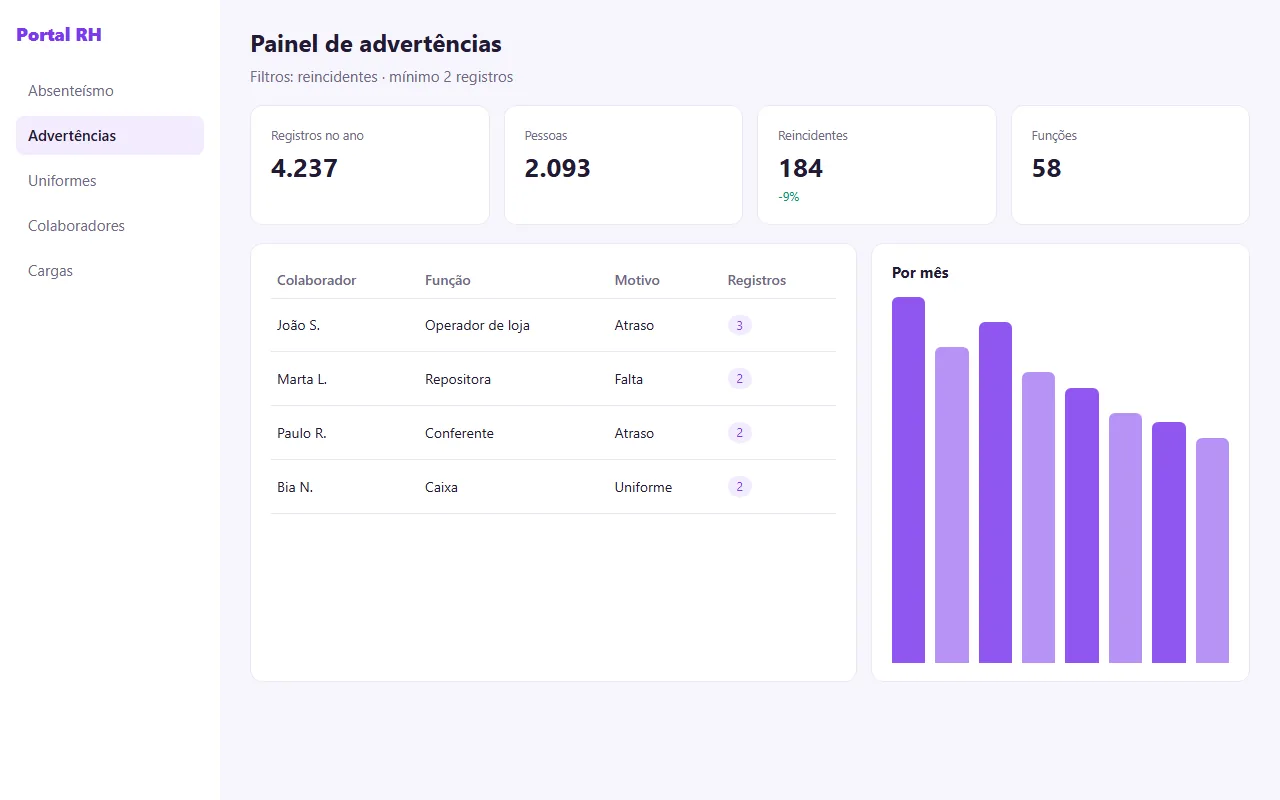 Portal RH
Absenteísmo
Advertências
Uniformes
Colaboradores
Cargas
Painel de advertências
Filtros: reincidentes · mínimo 2 registros
Registros no ano
4.237
Pessoas
2.093
Reincidentes
184
-9%
Funções
58
Colaborador Função Motivo Registros
João S. Operador de loja Atraso 3
Marta L. Repositora Falta 2
Paulo R. Conferente Atraso 2
Bia N. Caixa Uniforme 2
Por mês